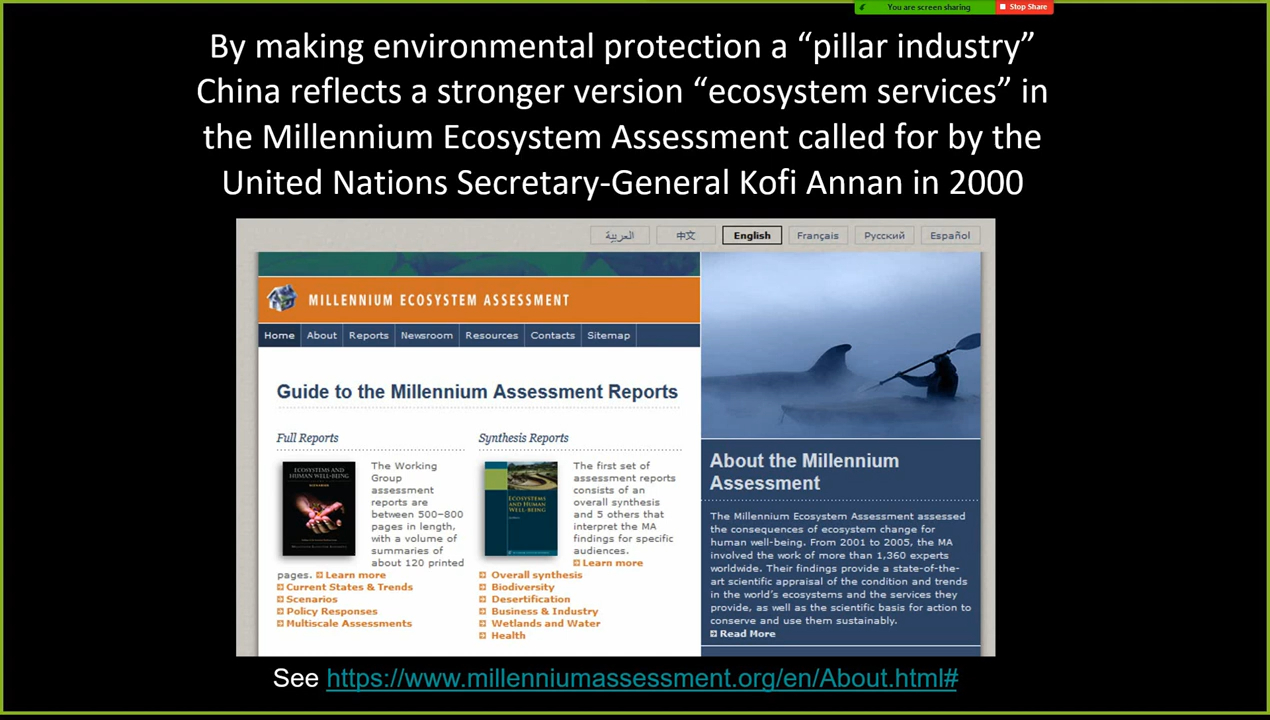 You are screen sharing
Stop Share
By making environmental protection a “pillar industry”
China reflects a stronger version “ecosystem services” in
the Millennium Ecosystem Assessment called for by the
United Nations Secretary-General Kofi Annan in 2000
العربية
中文
English
Français
Русский
Español
MILLENNIUM ECOSYSTEM ASSESSMENT
Home
About
Reports
Newsroom
Resources
Contacts
Sitemap
Guide to the Millennium Assessment Reports
Full Reports
ECOSYSTEMS AND
HUMAN WELL-BEING
SCENARIOS
The Working
Group
assessment
reports are
between 500–800
pages in length,
with a volume of
summaries of
about 120 printed
pages. Learn more
Current States & Trends
Scenarios
Policy Responses
Multiscale Assessments
Synthesis Reports
ECOSYSTEMS
AND HUMAN
WELL-BEING
The first set of
assessment reports
consists of an
overall synthesis
and 5 others that
interpret the MA
findings for specific
audiences.
Learn more
Overall synthesis
Biodiversity
Desertification
Business & Industry
Wetlands and Water
Health
About the Millennium
Assessment
The Millennium Ecosystem Assessment assessed
the consequences of ecosystem change for
human well-being. From 2001 to 2005, the MA
involved the work of more than 1,360 experts
worldwide. Their findings provide a state-of-the-
art scientific appraisal of the condition and trends
in the world’s ecosystems and the services they
provide, as well as the scientific basis for action to
conserve and use them sustainably.
Read More
See https://www.millenniumassessment.org/en/About.html#